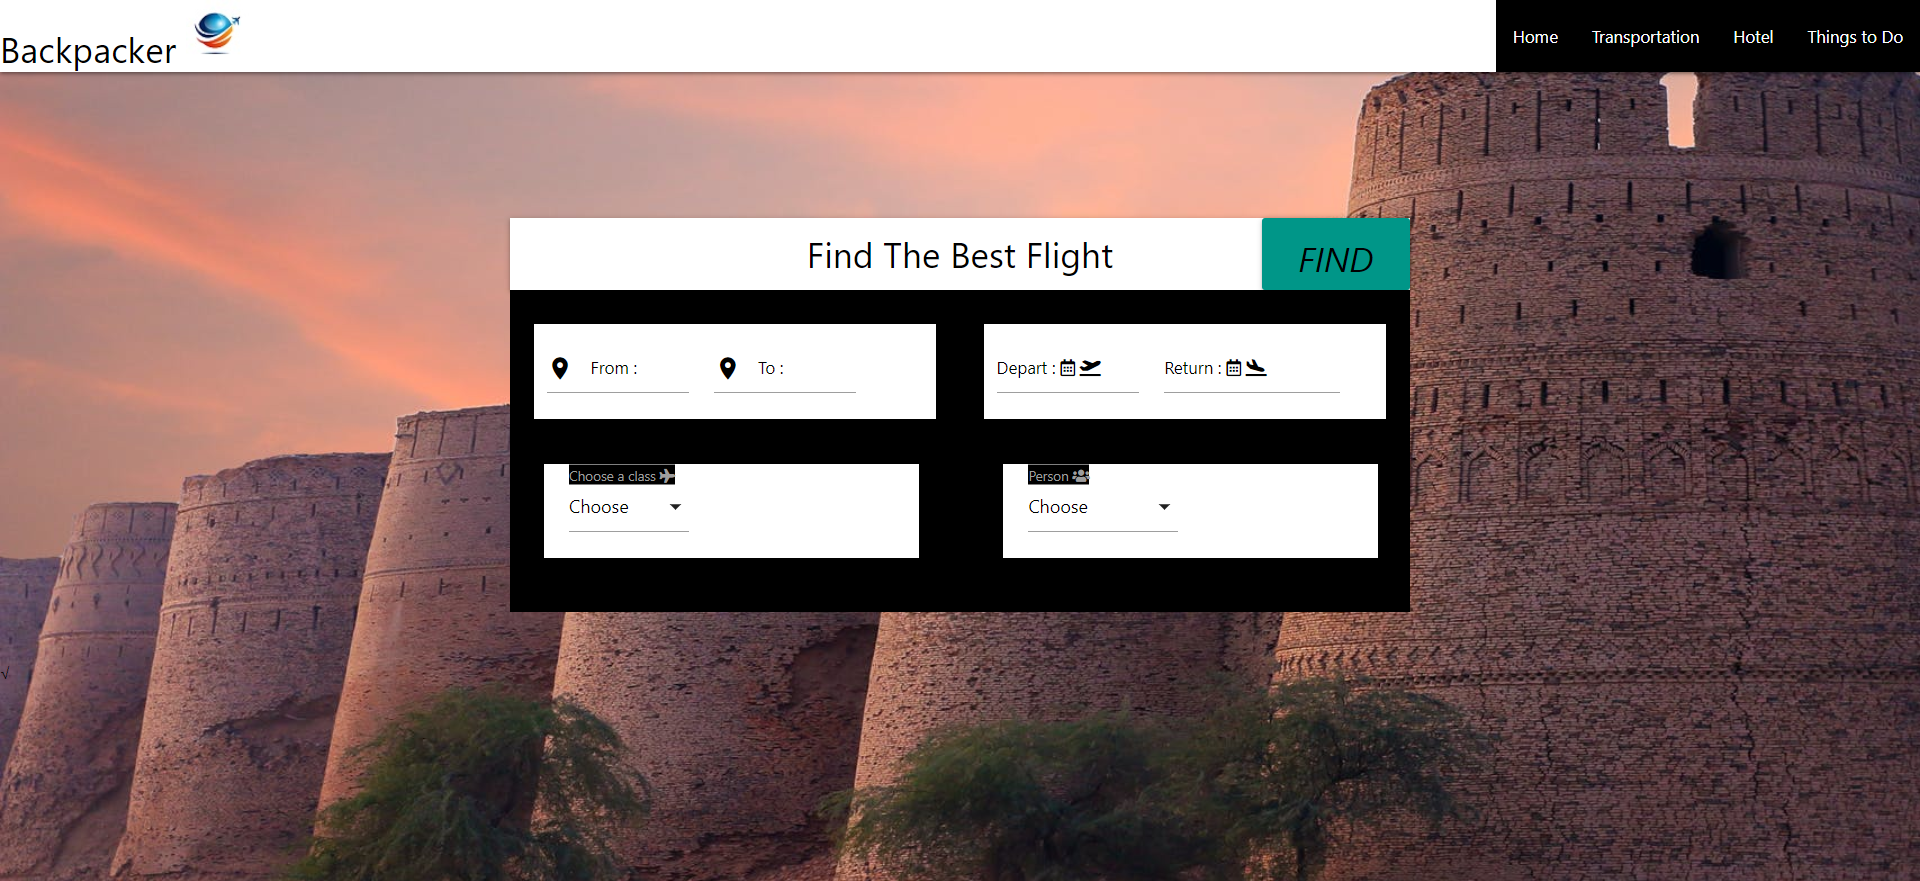 Backpacker
Home Transportation Hotel Things to Do
Find The Best Flight
FIND
From :
To :
Depart :
Return :
Choose a class
Choose
Person
Choose
√